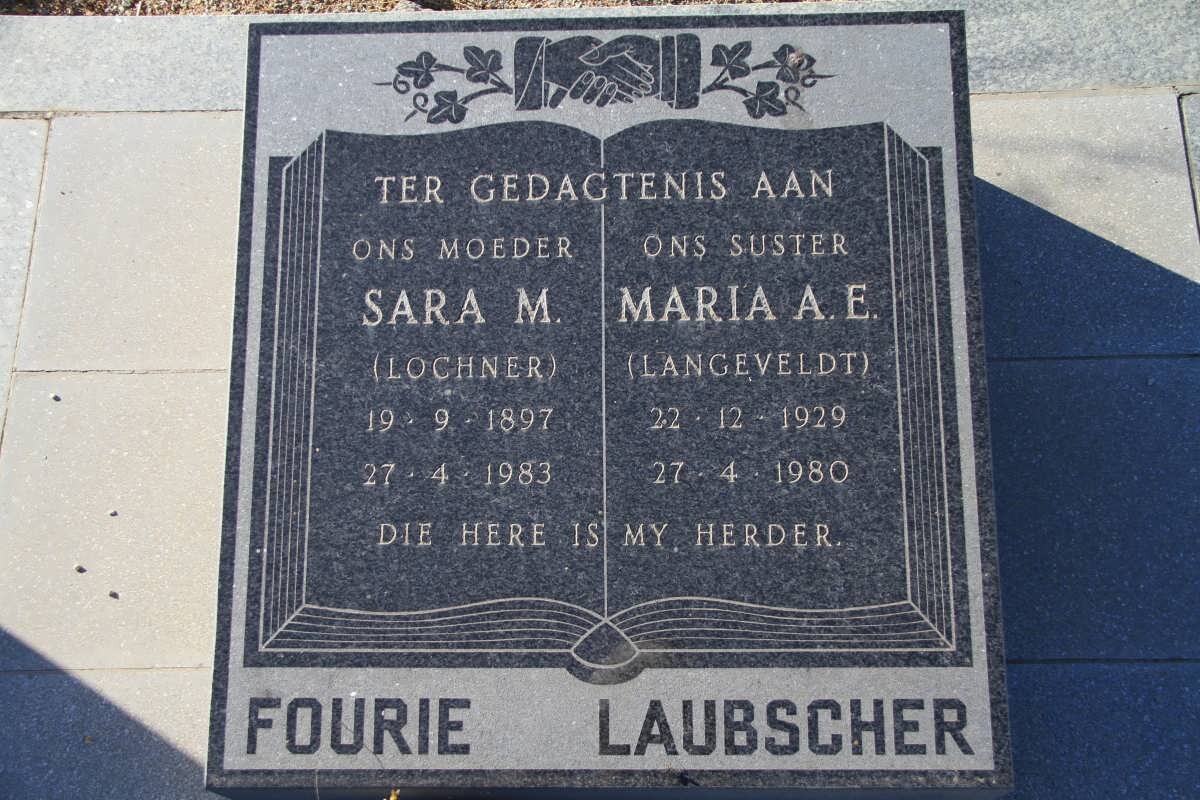 TER GEDAGTENIS AAN
ONS MOEDER
SARA M.
(LOCHNER)
19 · 9 · 1897
27 · 4 · 1983
ONS SUSTER
MARIA A. E.
(LANGEVELDT)
22 · 12 · 1929
27 · 4 · 1980
DIE HERE IS MY HERDER.
FOURIE LAUBSCHER